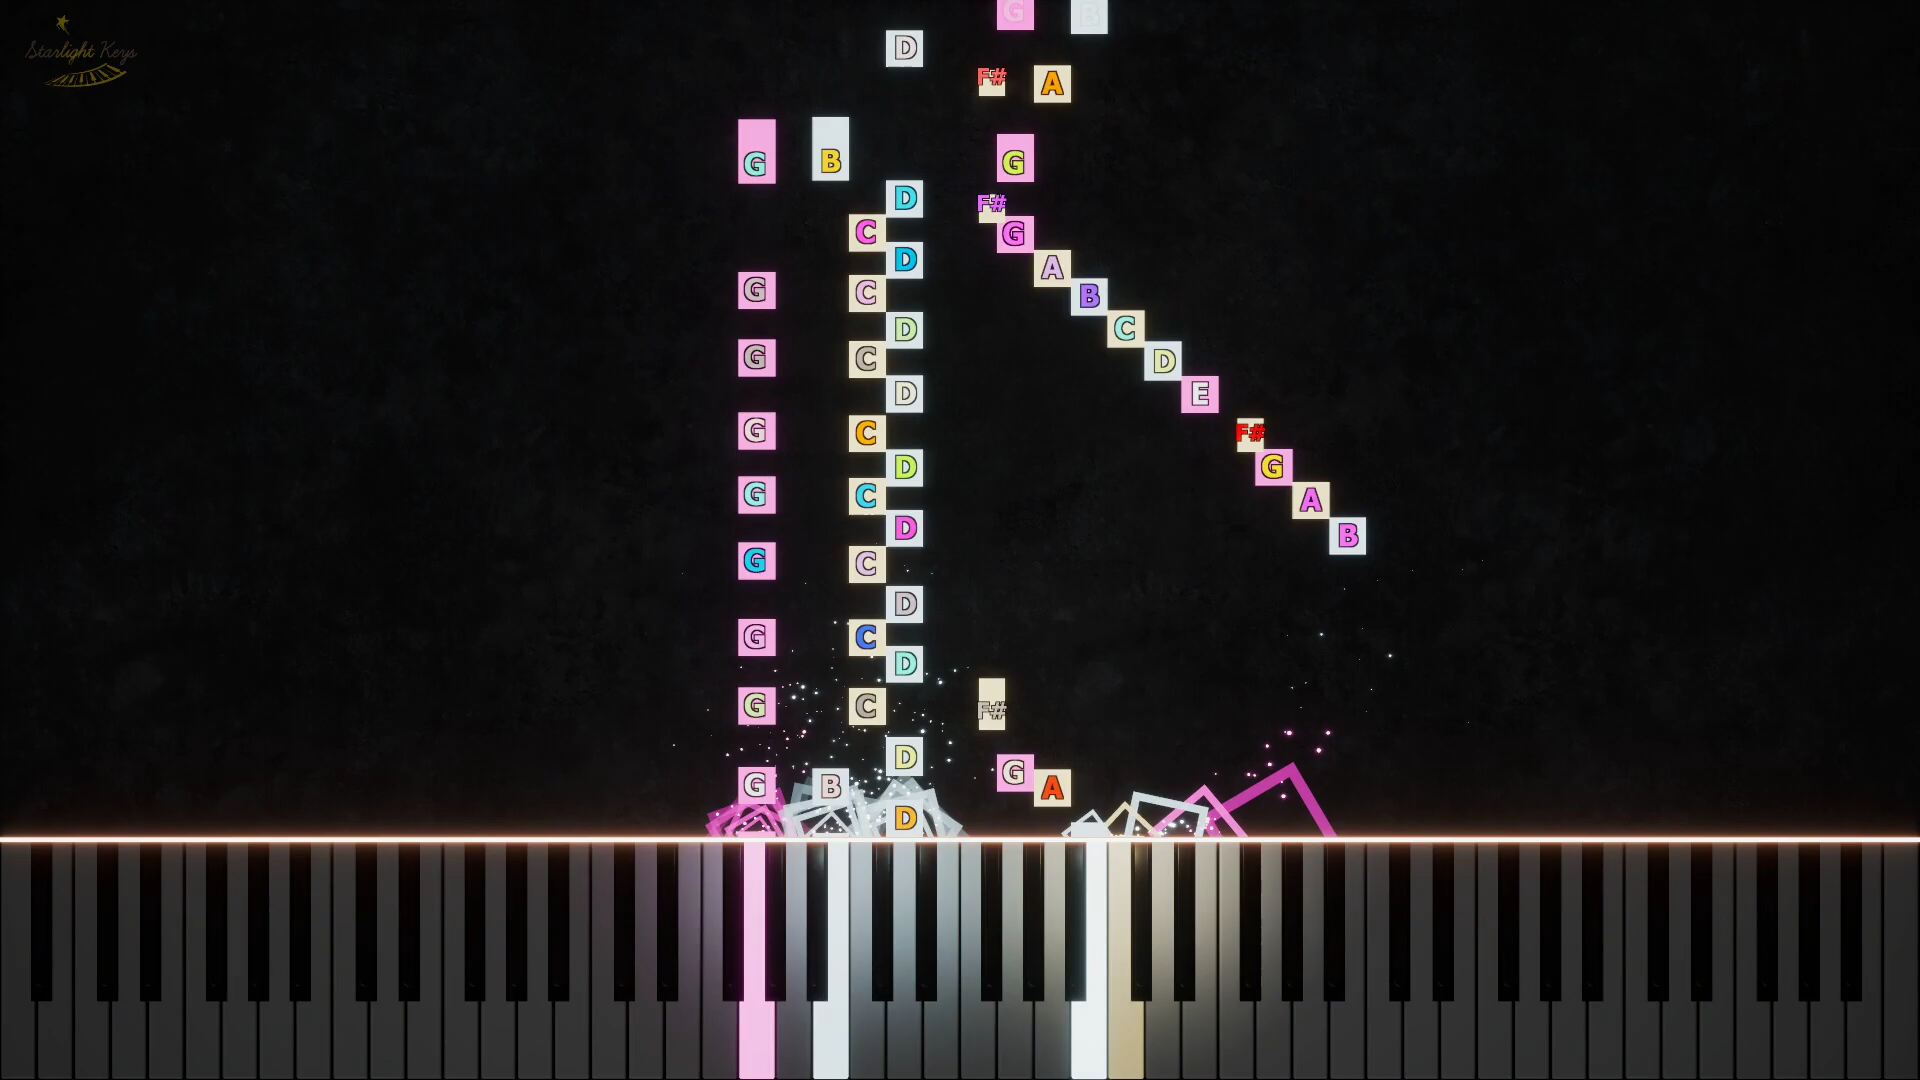 G B
D
Starlight Keys
F# A
G B G
D
F#
C G
D
A
G C B
D C
G C D
D E
G C F#
D G
G C A
D B
G C
D
G C
D
G C F#
D
G A
G B
D